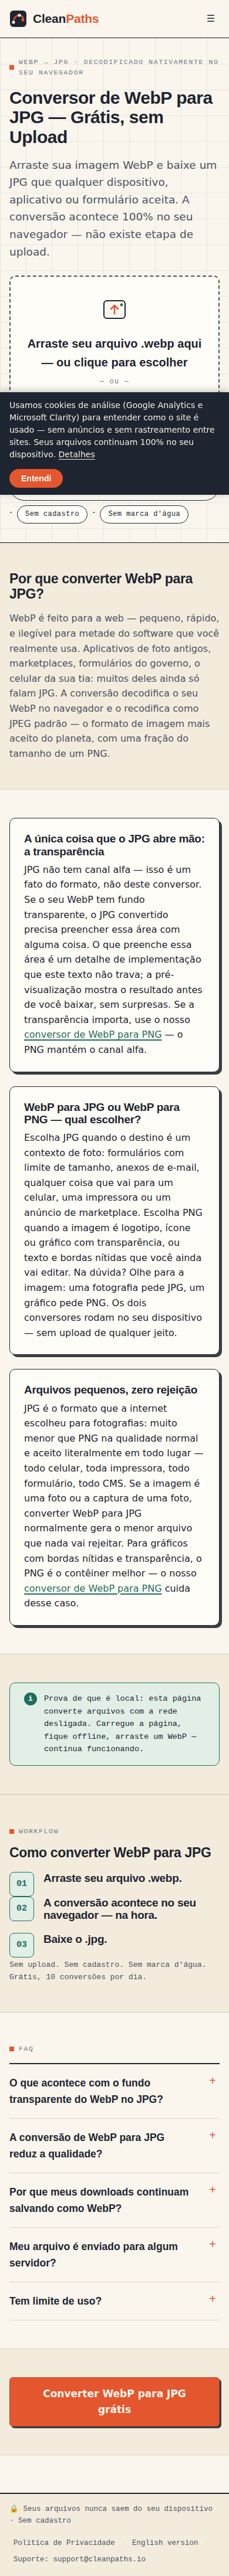 CleanPaths
☰
WEBP → JPG · DECODIFICADO NATIVAMENTE NO
SEU NAVEGADOR
Conversor de WebP para
JPG — Grátis, sem
Upload
Arraste sua imagem WebP e baixe um
JPG que qualquer dispositivo,
aplicativo ou formulário aceita. A
conversão acontece 100% no seu
navegador — não existe etapa de
upload.
Arraste seu arquivo .webp aqui
— ou clique para escolher
— ou —
Usamos cookies de análise (Google Analytics e
Microsoft Clarity) para entender como o site é
usado — sem anúncios e sem rastreamento entre
sites. Seus arquivos continuam 100% no seu
dispositivo. Detalhes
Entendi
· Sem cadastro · Sem marca d'água
Por que converter WebP para
JPG?
WebP é feito para a web — pequeno, rápido,
e ilegível para metade do software que você
realmente usa. Aplicativos de foto antigos,
marketplaces, formulários do governo, o
celular da sua tia: muitos deles ainda só
falam JPG. A conversão decodifica o seu
WebP no navegador e o recodifica como
JPEG padrão — o formato de imagem mais
aceito do planeta, com uma fração do
tamanho de um PNG.
A única coisa que o JPG abre mão:
a transparência
JPG não tem canal alfa — isso é um
fato do formato, não deste conversor.
Se o seu WebP tem fundo
transparente, o JPG convertido
precisa preencher essa área com
alguma coisa. O que preenche essa
área é um detalhe de implementação
que este texto não trava; a pré-
visualização mostra o resultado antes
de você baixar, sem surpresas. Se a
transparência importa, use o nosso
conversor de WebP para PNG — o
PNG mantém o canal alfa.
WebP para JPG ou WebP para
PNG — qual escolher?
Escolha JPG quando o destino é um
contexto de foto: formulários com
limite de tamanho, anexos de e-mail,
qualquer coisa que vai para um
celular, uma impressora ou um
anúncio de marketplace. Escolha PNG
quando a imagem é logotipo, ícone
ou gráfico com transparência, ou
texto e bordas nítidas que você ainda
vai editar. Na dúvida? Olhe para a
imagem: uma fotografia pede JPG, um
gráfico pede PNG. Os dois
conversores rodam no seu dispositivo
— sem upload de qualquer jeito.
Arquivos pequenos, zero rejeição
JPG é o formato que a internet
escolheu para fotografias: muito
menor que PNG na qualidade normal
e aceito literalmente em todo lugar —
todo celular, toda impressora, todo
formulário, todo CMS. Se a imagem é
uma foto ou a captura de uma foto,
converter WebP para JPG
normalmente gera o menor arquivo
que nada vai rejeitar. Para gráficos
com bordas nítidas e transparência, o
PNG é o contêiner melhor — o nosso
conversor de WebP para PNG cuida
desse caso.
i
Prova de que é local: esta página
converte arquivos com a rede
desligada. Carregue a página,
fique offline, arraste um WebP —
continua funcionando.
WORKFLOW
Como converter WebP para JPG
01 Arraste seu arquivo .webp.
02 A conversão acontece no seu
navegador — na hora.
03 Baixe o .jpg.
Sem upload. Sem cadastro. Sem marca d'água.
Grátis, 10 conversões por dia.
FAQ
O que acontece com o fundo +
transparente do WebP no JPG?
A conversão de WebP para JPG +
reduz a qualidade?
Por que meus downloads continuam +
salvando como WebP?
Meu arquivo é enviado para algum +
servidor?
Tem limite de uso? +
Converter WebP para JPG
grátis
🔒 Seus arquivos nunca saem do seu dispositivo
· Sem cadastro
Política de Privacidade English version
Suporte: support@cleanpaths.io